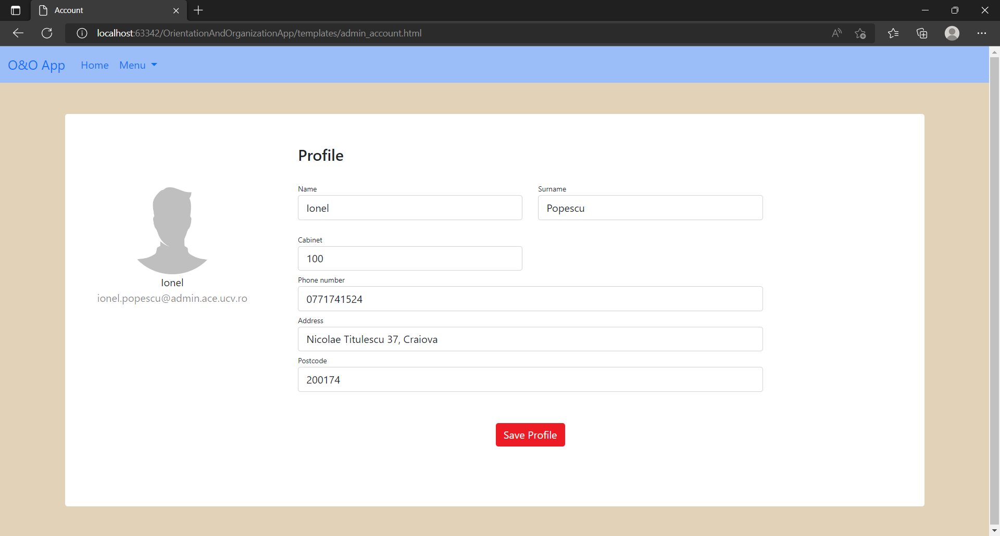 Account
localhost:63342/OrientationAndOrganizationApp/templates/admin_account.html
O&O App Home Menu
Profile
Name Surname
Ionel Popescu
Cabinet
100
Phone number
0771741524
Address
Nicolae Titulescu 37, Craiova
Postcode
200174
Ionel
ionel.popescu@admin.ace.ucv.ro
Save Profile